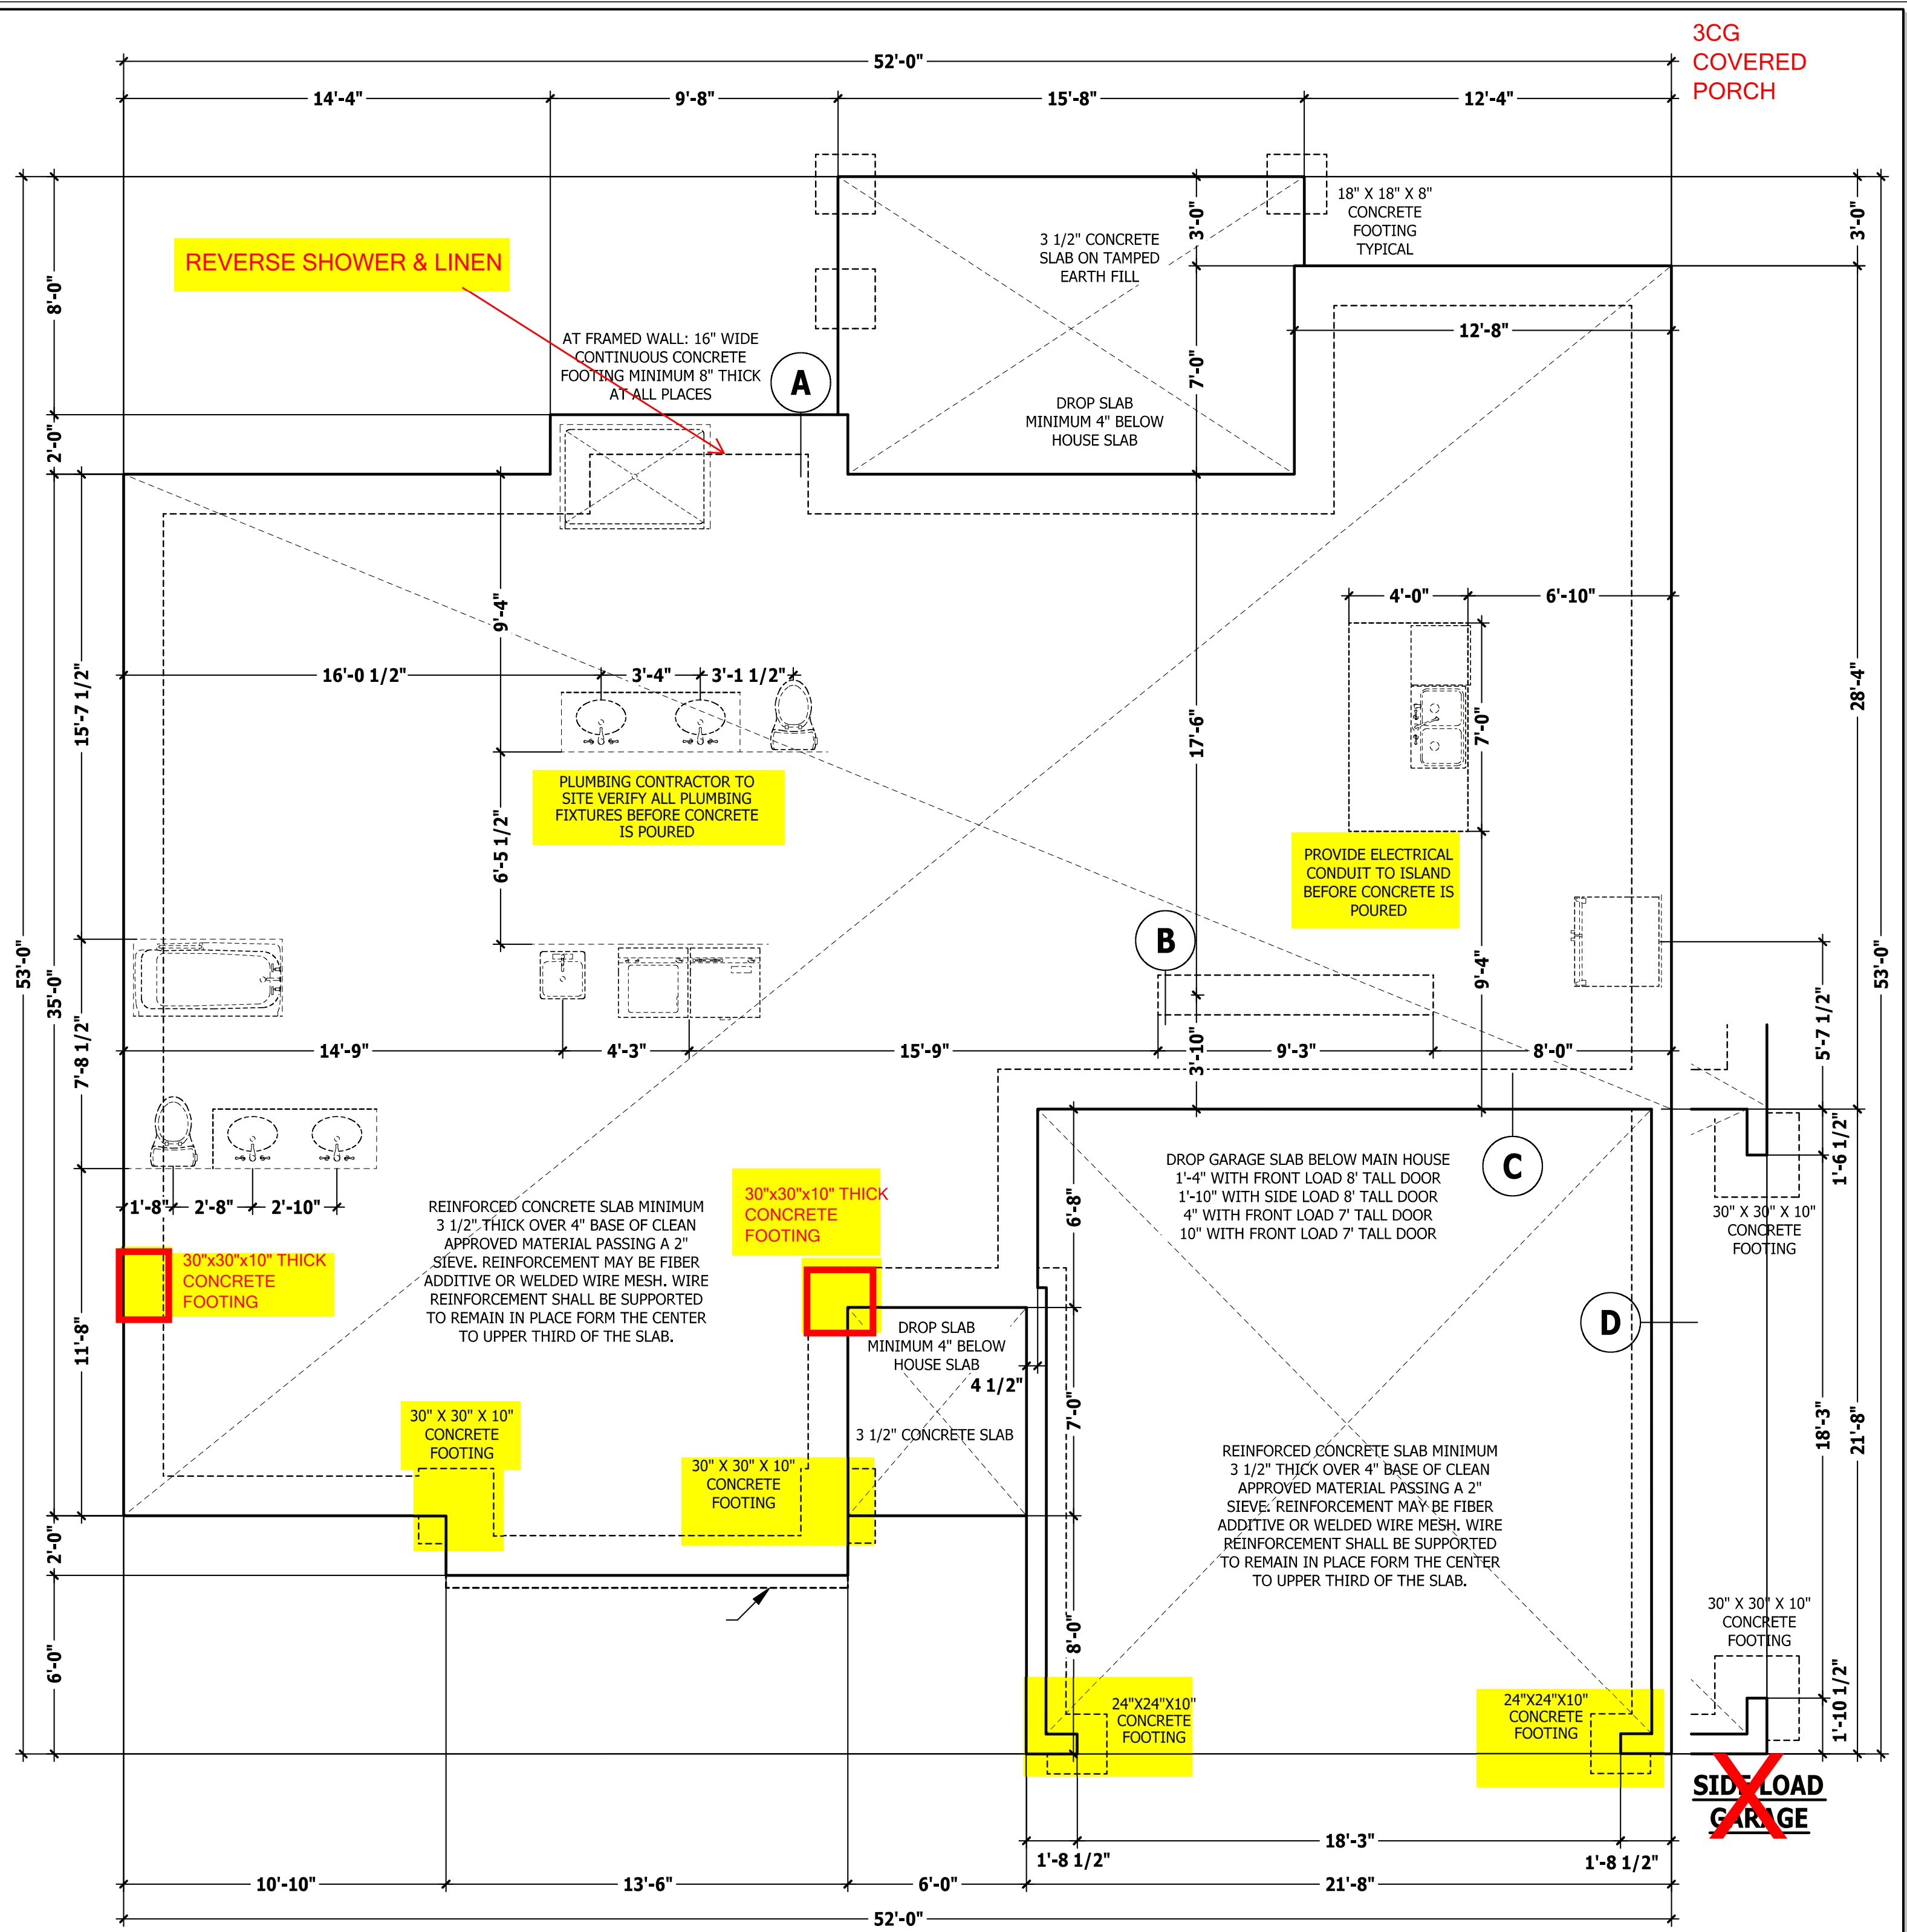 3CG
COVERED
PORCH
52'-0"
14'-4"
9'-8"
15'-8"
12'-4"
18" X 18" X 8"
CONCRETE
FOOTING
TYPICAL
3'-0"
3'-0"
8'-0"
REVERSE SHOWER & LINEN
3 1/2" CONCRETE
SLAB ON TAMPED
EARTH FILL
12'-8"
AT FRAMED WALL: 16" WIDE
CONTINUOUS CONCRETE
FOOTING MINIMUM 8" THICK
AT ALL PLACES
A
7'-0"
DROP SLAB
MINIMUM 4" BELOW
HOUSE SLAB
2'-0"
9'-4"
4'-0"
6'-10"
16'-0 1/2"
3'-4"
3'-1 1/2"
15'-7 1/2"
28'-4"
17'-6"
7'-0"
PLUMBING CONTRACTOR TO
SITE VERIFY ALL PLUMBING
FIXTURES BEFORE CONCRETE
IS POURED
6'-5 1/2"
PROVIDE ELECTRICAL
CONDUIT TO ISLAND
BEFORE CONCRETE IS
POURED
B
53'-0"
35'-0"
9'-4"
53'-0"
7'-8 1/2"
5'-7 1/2"
14'-9"
4'-3"
15'-9"
3'-10"
9'-3"
8'-0"
1'-6 1/2"
DROP GARAGE SLAB BELOW MAIN HOUSE
1'-4" WITH FRONT LOAD 8' TALL DOOR
1'-10" WITH SIDE LOAD 8' TALL DOOR
4" WITH FRONT LOAD 7' TALL DOOR
10" WITH FRONT LOAD 7' TALL DOOR
C
1'-8"
2'-8"
2'-10"
6'-8"
30" X 30" X 10"
CONCRETE
FOOTING
REINFORCED CONCRETE SLAB MINIMUM
3 1/2" THICK OVER 4" BASE OF CLEAN
APPROVED MATERIAL PASSING A 2"
SIEVE. REINFORCEMENT MAY BE FIBER
ADDITIVE OR WELDED WIRE MESH. WIRE
REINFORCEMENT SHALL BE SUPPORTED
TO REMAIN IN PLACE FORM THE CENTER
TO UPPER THIRD OF THE SLAB.
30"x30"x10" THICK
CONCRETE
FOOTING
30"x30"x10" THICK
CONCRETE
FOOTING
11'-8"
D
DROP SLAB
MINIMUM 4" BELOW
HOUSE SLAB
4 1/2"
7'-0"
3 1/2" CONCRETE SLAB
18'-3"
21'-8"
30" X 30" X 10"
CONCRETE
FOOTING
30" X 30" X 10"
CONCRETE
FOOTING
REINFORCED CONCRETE SLAB MINIMUM
3 1/2" THICK OVER 4" BASE OF CLEAN
APPROVED MATERIAL PASSING A 2"
SIEVE. REINFORCEMENT MAY BE FIBER
ADDITIVE OR WELDED WIRE MESH. WIRE
REINFORCEMENT SHALL BE SUPPORTED
TO REMAIN IN PLACE FORM THE CENTER
TO UPPER THIRD OF THE SLAB.
2'-0"
6'-0"
8'-0"
30" X 30" X 10"
CONCRETE
FOOTING
24"X24"X10"
CONCRETE
FOOTING
24"X24"X10"
CONCRETE
FOOTING
1'-10 1/2"
SIDE LOAD
GARAGE
18'-3"
1'-8 1/2"
1'-8 1/2"
10'-10"
13'-6"
6'-0"
21'-8"
52'-0"